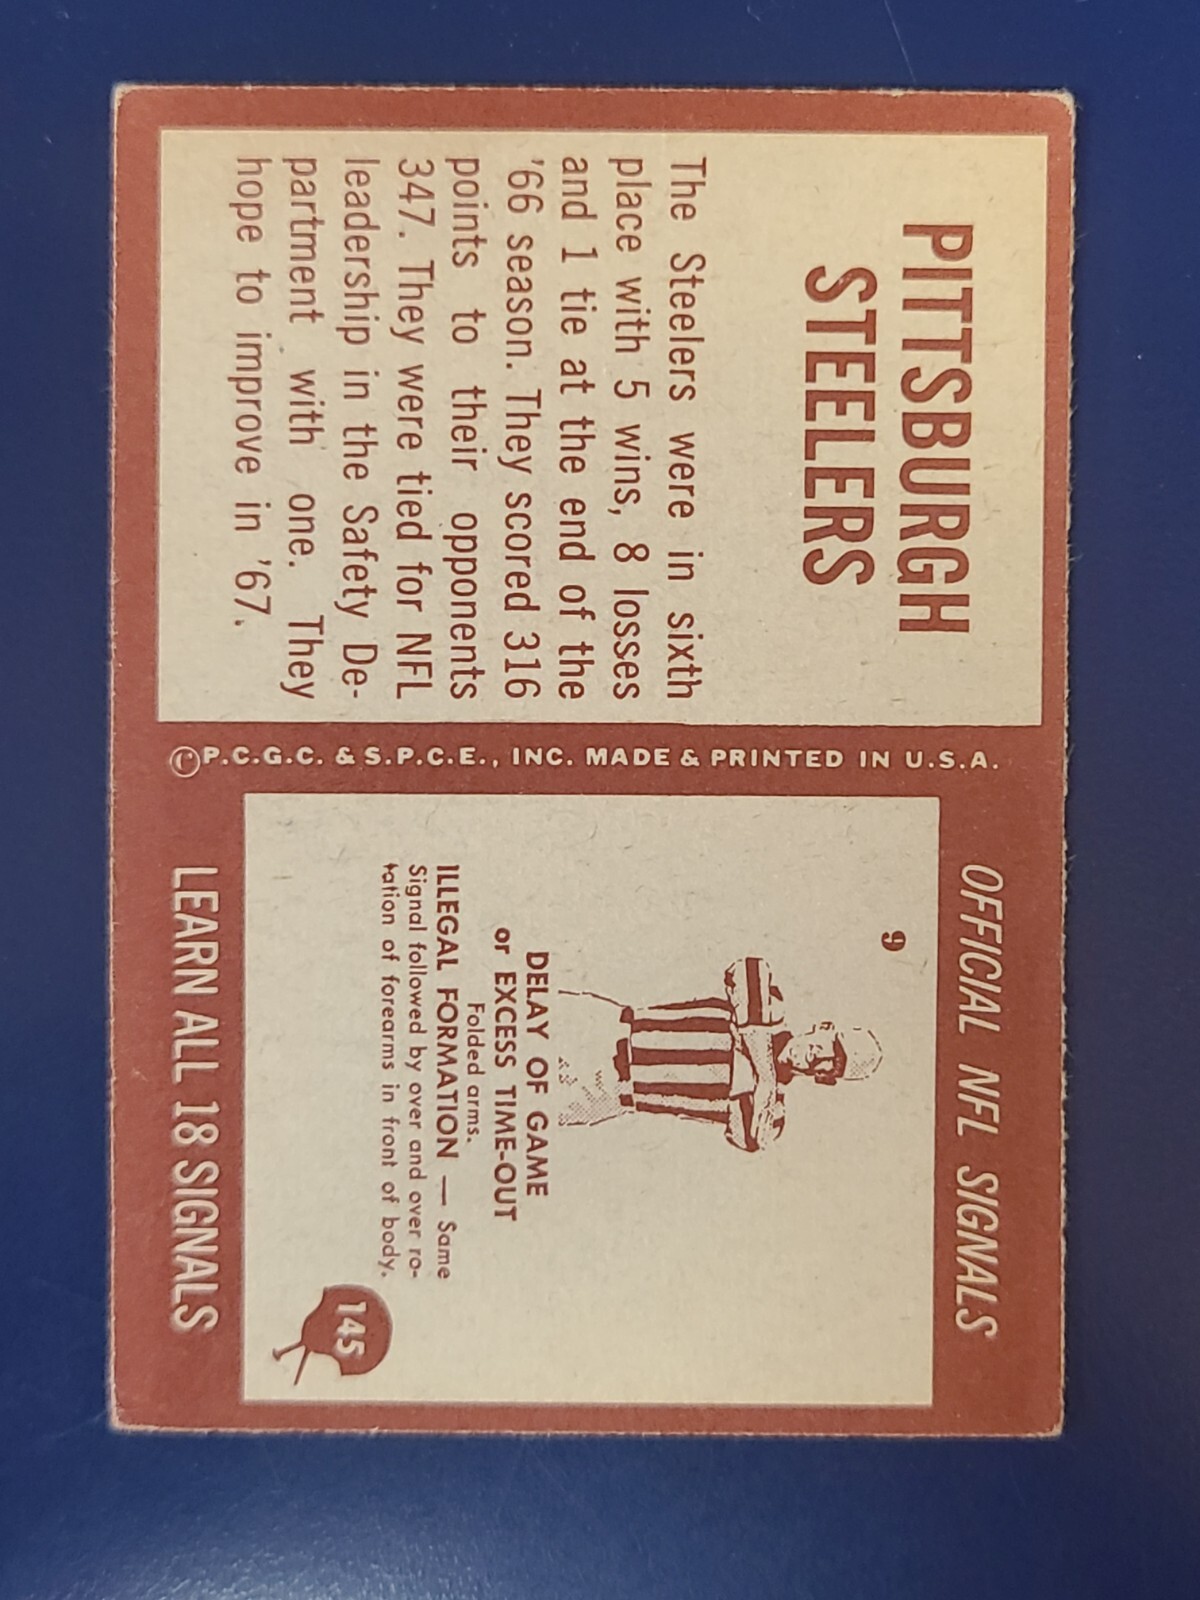 PITTSBURGH
STEELERS
The Steelers were in sixth
place with 5 wins, 8 losses
and 1 tie at the end of the
'66 season. They scored 316
points to their opponents
347. They were tied for NFL
leadership in the Safety De-
partment with one. They
hope to improve in '67.
©P.C.G.C. & S.P.C.E., INC. MADE & PRINTED IN U.S.A.
OFFICIAL NFL SIGNALS
9
DELAY OF GAME
or EXCESS TIME-OUT
Folded arms.
ILLEGAL FORMATION — Same
Signal followed by over and over ro-
tation of forearms in front of body.
145
LEARN ALL 18 SIGNALS